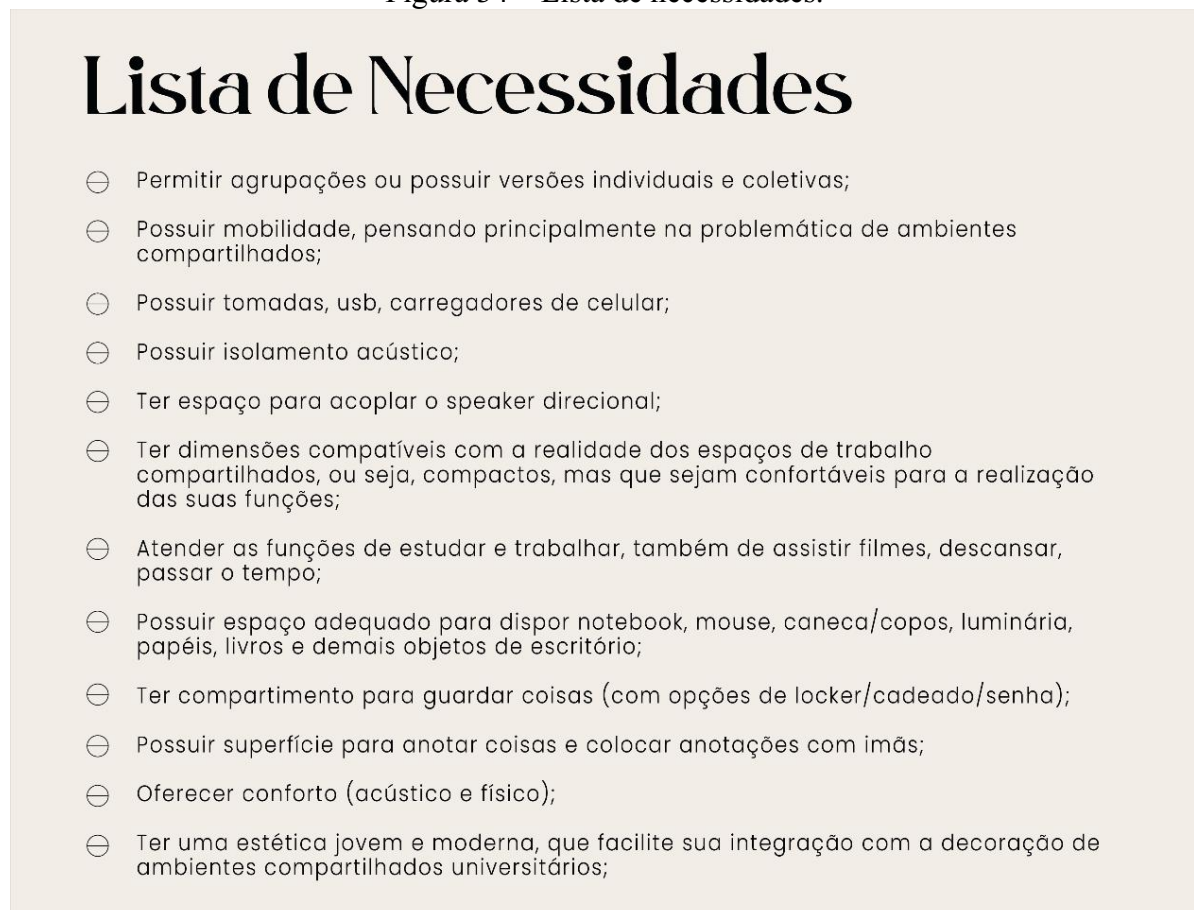 Figura 34 – Lista de necessidades.
Lista de Necessidades
Permitir agrupações ou possuir versões individuais e coletivas;
Possuir mobilidade, pensando principalmente na problemática de ambientes
compartilhados;
Possuir tomadas, usb, carregadores de celular;
Possuir isolamento acústico;
Ter espaço para acoplar o speaker direcional;
Ter dimensões compatíveis com a realidade dos espaços de trabalho
compartilhados, ou seja, compactos, mas que sejam confortáveis para a realização
das suas funções;
Atender as funções de estudar e trabalhar, também de assistir filmes, descansar,
passar o tempo;
Possuir espaço adequado para dispor notebook, mouse, caneca/copos, luminária,
papéis, livros e demais objetos de escritório;
Ter compartimento para guardar coisas (com opções de locker/cadeado/senha);
Possuir superfície para anotar coisas e colocar anotações com imãs;
Oferecer conforto (acústico e físico);
Ter uma estética jovem e moderna, que facilite sua integração com a decoração de
ambientes compartilhados universitários;